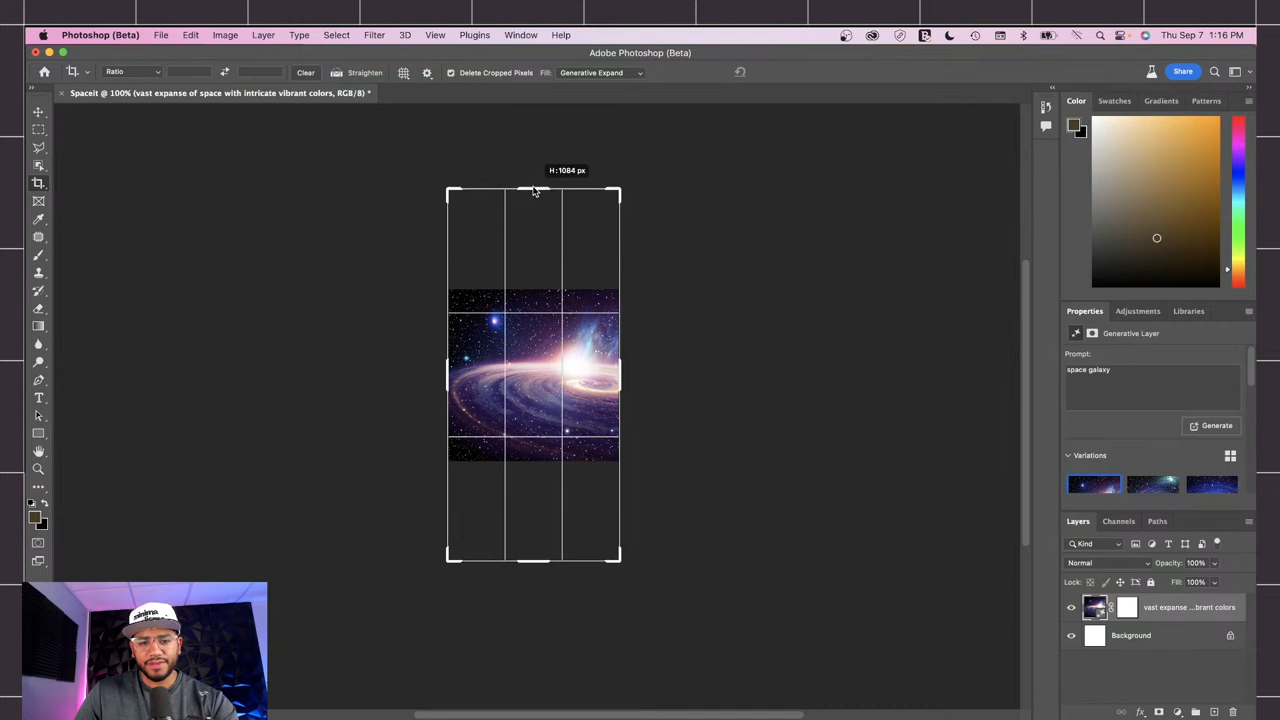 Photoshop (Beta) File Edit Image Layer Type Select Filter 3D View Plugins Window Help Thu Sep 7 1:16 PM
Adobe Photoshop (Beta)
Ratio Clear Straighten Delete Cropped Pixels Fill: Generative Expand Share
Spaceit @ 100% (vast expanse of space with intricate vibrant colors, RGB/8) *
Color Swatches Gradients Patterns
H: 1084 px
Properties Adjustments Libraries
Generative Layer
Prompt:
space galaxy
Generate
Variations
Layers Channels Paths
Kind
Normal Opacity: 100%
Lock: Fill: 100%
vast expanse ...brant colors
Background
minima